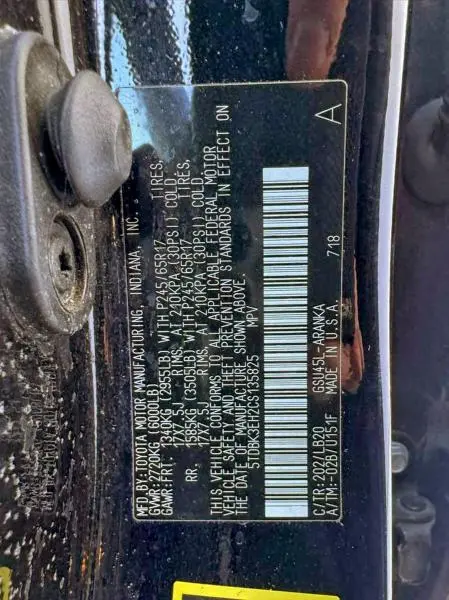 MFD.BY:TOYOTA MOTOR MANUFACTURING, INDIANA, INC.
GVWR:2720KG (6000LB)
GAWR:FRT, 1340KG (2955LB) WITH P245/65R17 TIRES,
17X7.5J RIMS, AT 210KPA (30PSI) COLD
RR, 1585KG (3505LB) WITH P245/65R17 TIRES,
17X7.5J RIMS, AT 210KPA (30PSI) COLD
THIS VEHICLE CONFORMS TO ALL APPLICABLE FEDERAL MOTOR
VEHICLE SAFETY AND THEFT PREVENTION STANDARDS IN EFFECT ON
THE DATE OF MANUFACTURE SHOWN ABOVE.
5TDBK3EH2CS135825 MPV
A
718
C/TR:202/LB20 GSU45L-ARANKA
A/TM:-02B/U151F MADE IN U.S.A.